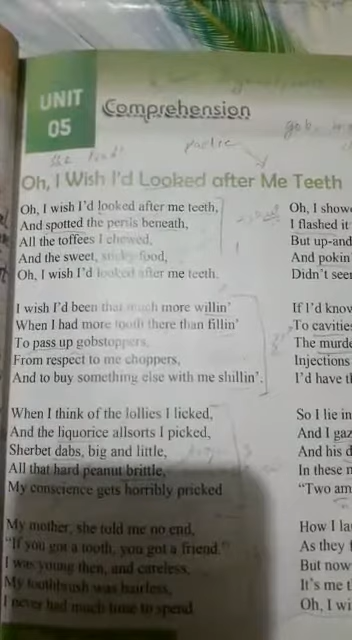 UNIT
05
Comprehension
poetic
Oh, I Wish I'd Looked after Me Teeth
Oh, I wish I'd looked after me teeth,
And spotted the perils beneath,
All the toffees I chewed,
And the sweet, sticky food,
Oh, I wish I'd looked after me teeth.
I wish I'd been that much more willin'
When I had more tooth there than fillin'
To pass up gobstoppers,
From respect to me choppers,
And to buy something else with me shillin'.
When I think of the lollies I licked,
And the liquorice allsorts I picked,
Sherbet dabs, big and little,
All that hard peanut brittle,
My conscience gets horribly pricked
My mother, she told me no end,
"If you got a tooth, you got a friend."
I was young then, and careless,
My toothbrush was hairless,
I never had much time to spend
Oh, I show
I flashed it
But up-and
And pokin
Didn't see
If I'd know
To cavities
The murde
Injections
I'd have t
So I lie in
And I gaz
And his d
In these
"Two am
How I la
As they
But now
It's me t
Oh, I wi